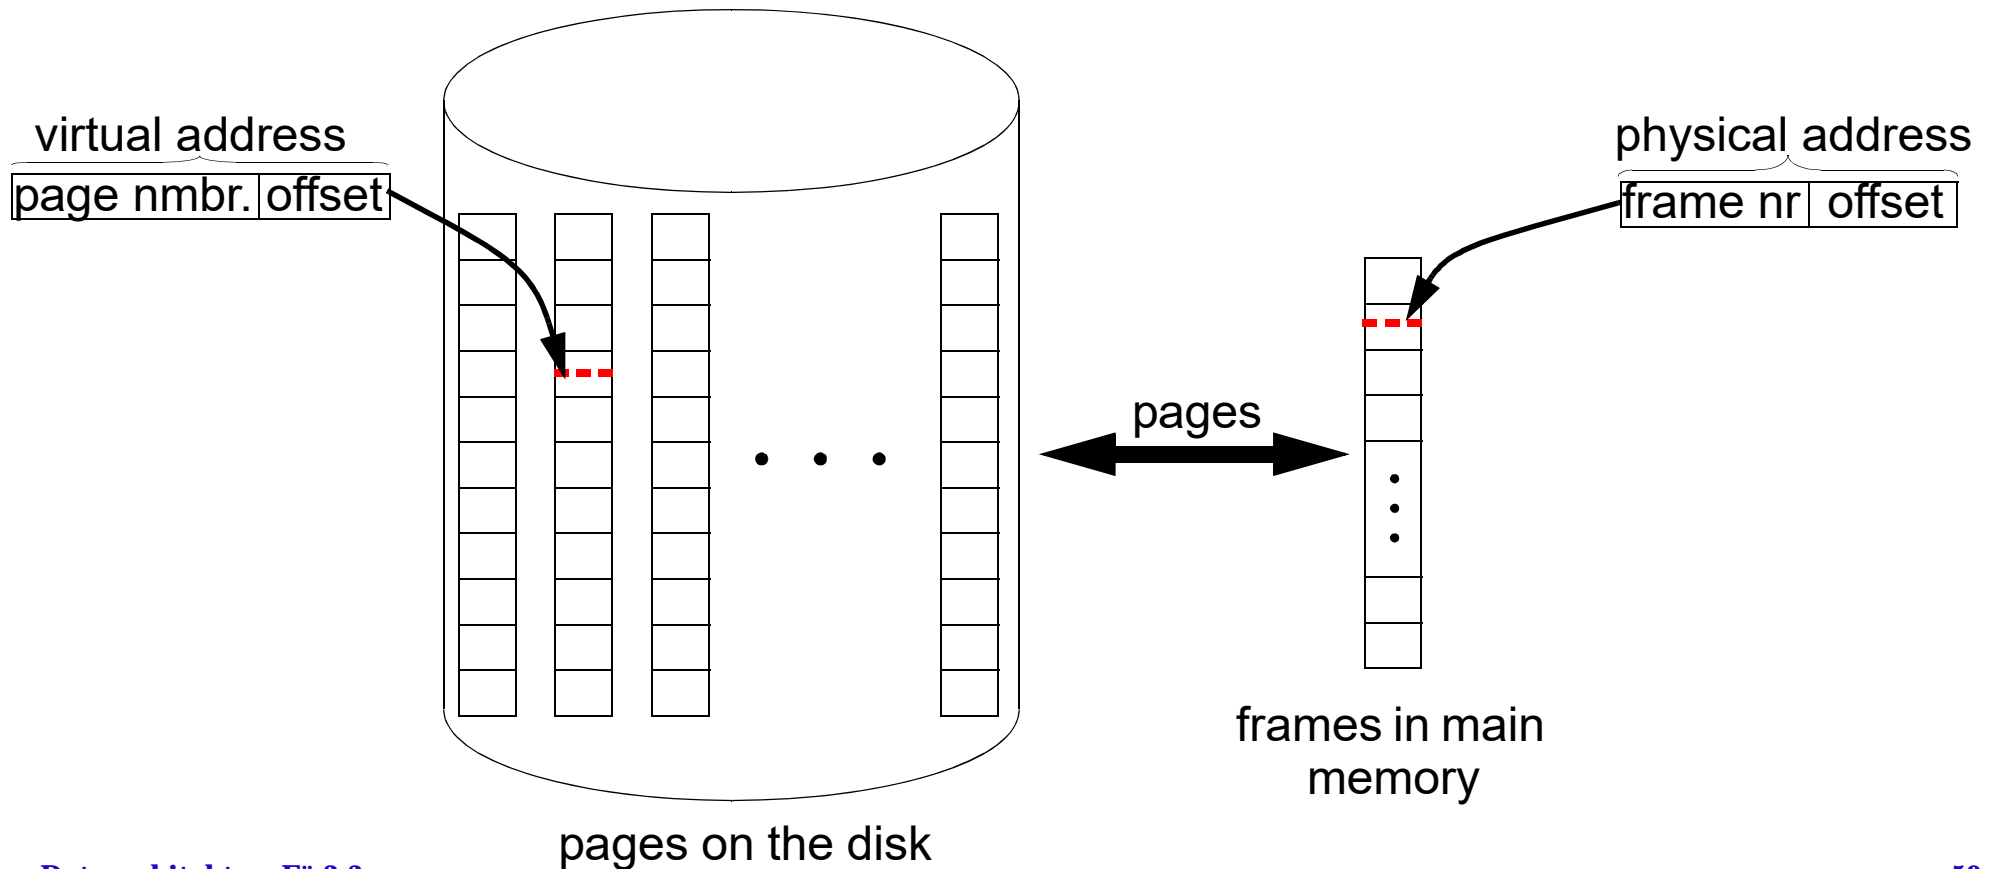 virtual address
page nmbr. offset
physical address
frame nr offset
pages
frames in main
memory
pages on the disk